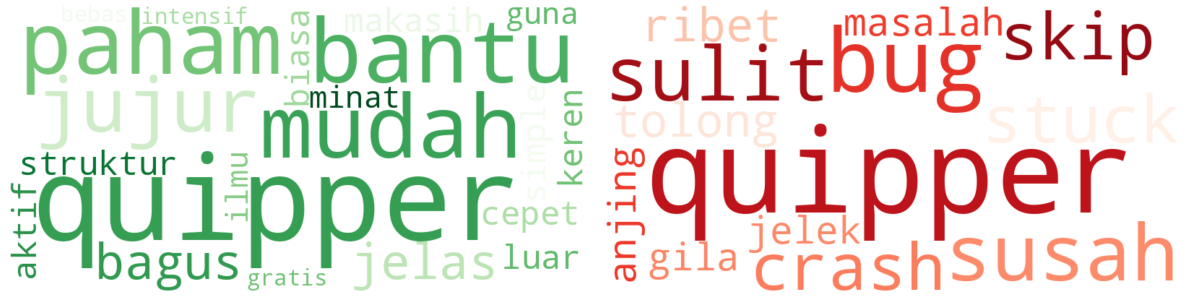 bebas intensif makasih guna
paham bantu biasa
jujur minat simple keren
mudah
struktur quipper ilmu cepet
aktif bagus gratis jelas luar
ribet masalah skip
sulit bug
tolong stuck
quipper
anjing jelek
gila crash susah